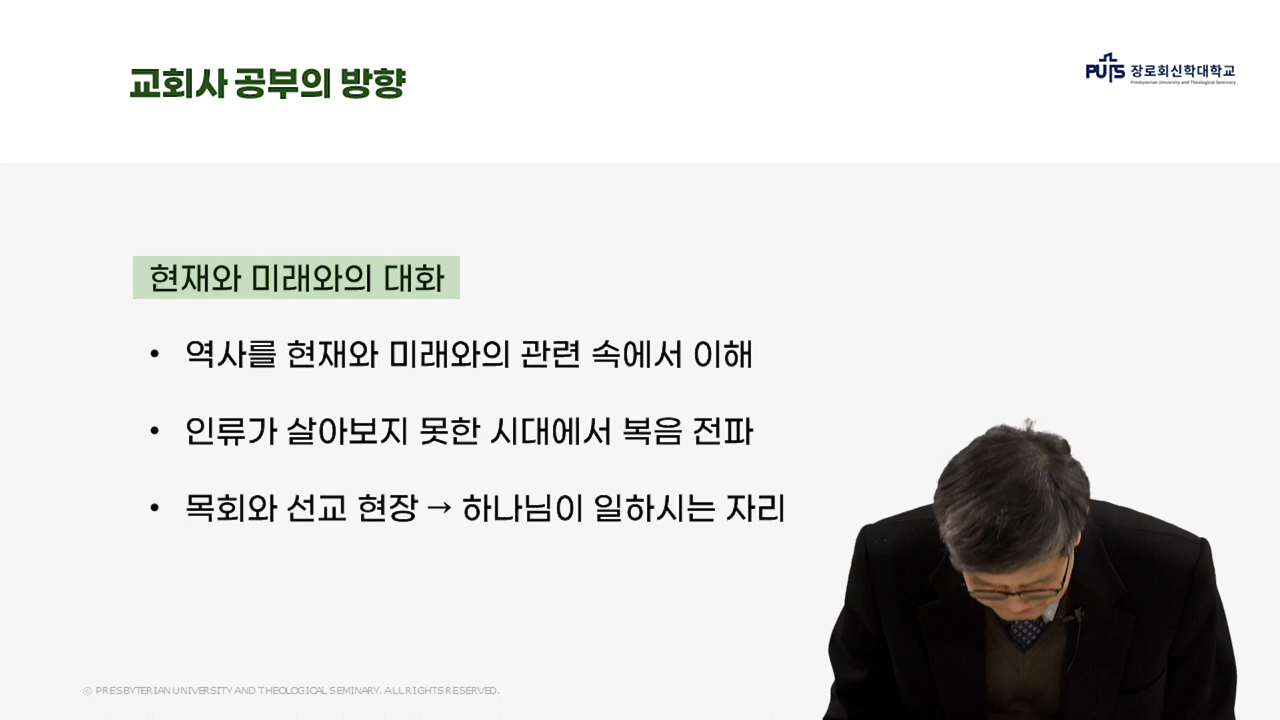 교회사 공부의 방향
PUTS 장로회신학대학교
Presbyterian University and Theological Seminary
현재와 미래와의 대화
• 역사를 현재와 미래와의 관련 속에서 이해
• 인류가 살아보지 못한 시대에서 복음 전파
• 목회와 선교 현장 → 하나님이 일하시는 자리
© PRESBYTERIAN UNIVERSITY AND THEOLOGICAL SEMINARY. ALL RIGHTS RESERVED.